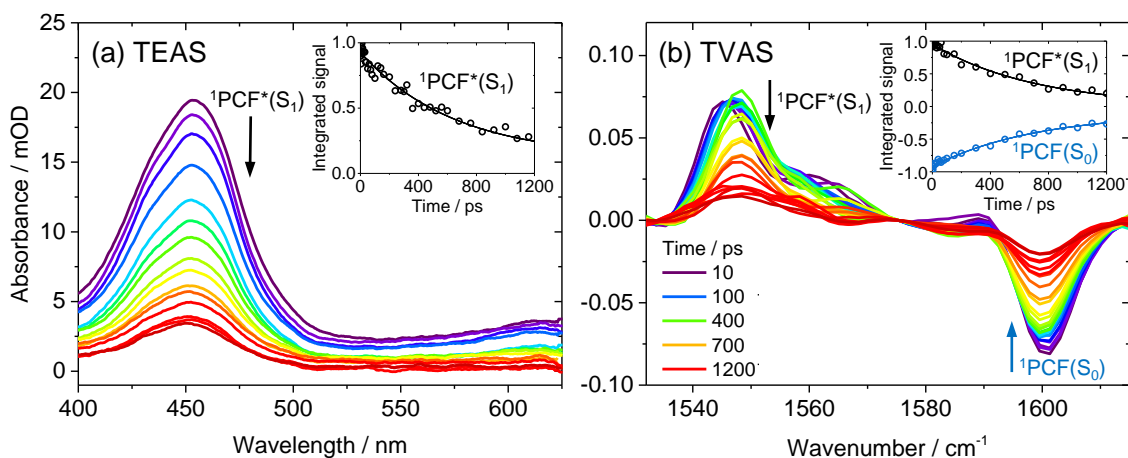 (a) TEAS
¹PCF*(S₁)
Absorbance / mOD
25
20
15
10
5
0
400 450 500 550 600
Wavelength / nm
Integrated signal
1.0
0.5
0.0
¹PCF*(S₁)
0 400 800 1200
Time / ps
(b) TVAS
¹PCF*(S₁)
0.10
0.05
0.00
-0.05
-0.10
Time / ps
10
100
400
700
1200
¹PCF(S₀)
1540 1560 1580 1600
Wavenumber / cm⁻¹
Integrated signal
1.0
0.0
-1.0
¹PCF*(S₁)
¹PCF(S₀)
0 400 800 1200
Time / ps